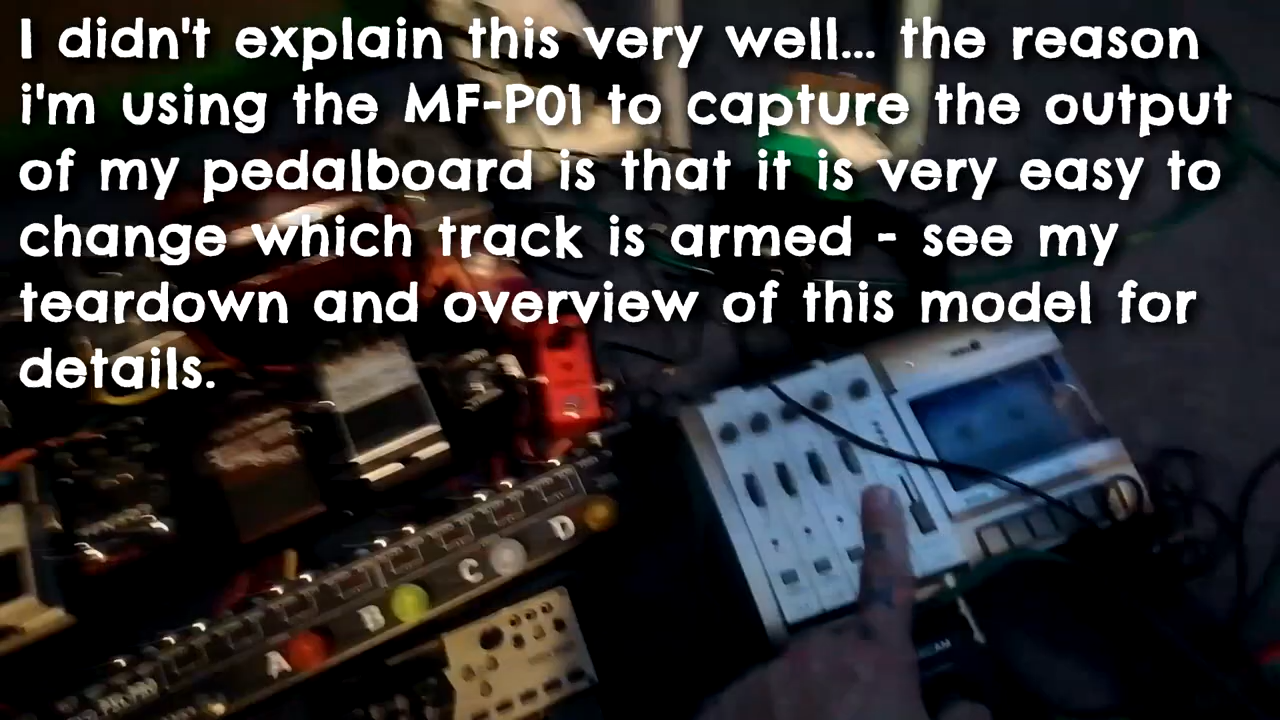 I didn't explain this very well... the reason
i'm using the MF-P01 to capture the output
of my pedalboard is that it is very easy to
change which track is armed - see my
teardown and overview of this model for
details.
A
B
C
D